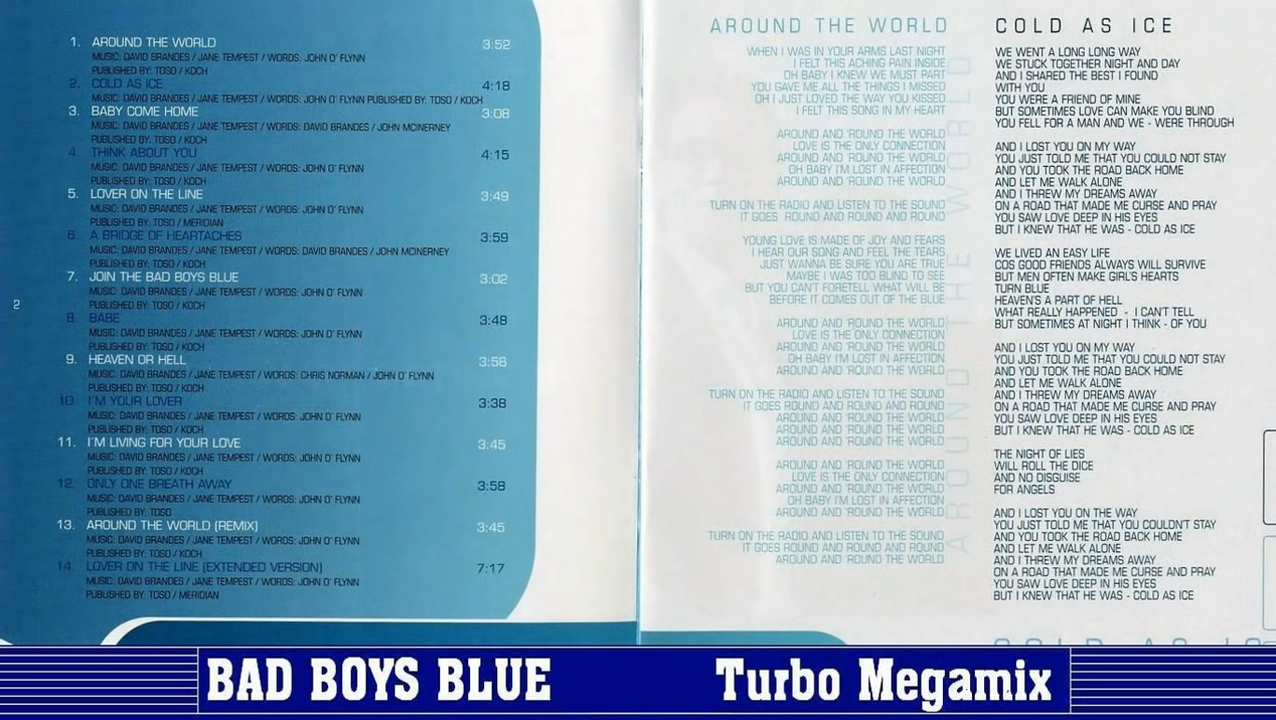 1. AROUND THE WORLD 3:52
MUSIC: DAVID BRANDES / JANE TEMPEST / WORDS: JOHN O' FLYNN
PUBLISHED BY: TOSO / KOCH
2. COLD AS ICE 4:18
MUSIC: DAVID BRANDES / JANE TEMPEST / WORDS: JOHN O' FLYNN PUBLISHED BY: TOSO / KOCH
3. BABY COME HOME 3:08
MUSIC: DAVID BRANDES / JANE TEMPEST / WORDS: DAVID BRANDES / JOHN MCINERNEY
PUBLISHED BY: TOSO / KOCH
4. THINK ABOUT YOU 4:15
MUSIC: DAVID BRANDES / JANE TEMPEST / WORDS: JOHN O' FLYNN
PUBLISHED BY: TOSO / KOCH
5. LOVER ON THE LINE 3:49
MUSIC: DAVID BRANDES / JANE TEMPEST / WORDS: JOHN O' FLYNN
PUBLISHED BY: TOSO / MERIDIAN
6. A BRIDGE OF HEARTACHES 3:59
MUSIC: DAVID BRANDES / JANE TEMPEST / WORDS: DAVID BRANDES / JOHN MCINERNEY
PUBLISHED BY: TOSO / KOCH
7. JOIN THE BAD BOYS BLUE 3:02
MUSIC: DAVID BRANDES / JANE TEMPEST / WORDS: JOHN O' FLYNN
PUBLISHED BY: TOSO / KOCH
8. BABE 3:48
MUSIC: DAVID BRANDES / JANE TEMPEST / WORDS: JOHN O' FLYNN
PUBLISHED BY: TOSO / KOCH
9. HEAVEN OR HELL 3:58
MUSIC: DAVID BRANDES / JANE TEMPEST / WORDS: CHRIS NORMAN / JOHN O' FLYNN
PUBLISHED BY: TOSO / KOCH
10. I'M YOUR LOVER 3:38
MUSIC: DAVID BRANDES / JANE TEMPEST / WORDS: JOHN O' FLYNN
PUBLISHED BY: TOSO / KOCH
11. I'M LIVING FOR YOUR LOVE 3:45
MUSIC: DAVID BRANDES / JANE TEMPEST / WORDS: JOHN O' FLYNN
PUBLISHED BY: TOSO / KOCH
12. ONLY ONE BREATH AWAY 3:58
MUSIC: DAVID BRANDES / JANE TEMPEST / WORDS: JOHN O' FLYNN
PUBLISHED BY: TOSO
13. AROUND THE WORLD (REMIX) 3:45
MUSIC: DAVID BRANDES / JANE TEMPEST / WORDS: JOHN O' FLYNN
PUBLISHED BY: TOSO / KOCH
14. LOVER ON THE LINE (EXTENDED VERSION) 7:17
MUSIC: DAVID BRANDES / JANE TEMPEST / WORDS: JOHN O' FLYNN
PUBLISHED BY: TOSO / MERIDIAN
2
AROUND THE WORLD
WHEN I WAS IN YOUR ARMS LAST NIGHT
I FELT THIS ACHING PAIN INSIDE
OH BABY I KNEW WE MUST PART
YOU GAVE ME ALL THE THINGS I MISSED
OH I JUST LOVED THE WAY YOU KISSED
I FELT THIS SONG IN MY HEART
AROUND AND 'ROUND THE WORLD
LOVE IS THE ONLY CONNECTION
AROUND AND 'ROUND THE WORLD
OH BABY I'M LOST IN AFFECTION
AROUND AND 'ROUND THE WORLD
TURN ON THE RADIO AND LISTEN TO THE SOUND
IT GOES ROUND AND ROUND AND ROUND
YOUNG LOVE IS MADE OF JOY AND FEARS
I HEAR OUR SONG AND FEEL THE TEARS
JUST WANNA BE SURE YOU ARE TRUE
MAYBE I WAS TOO BLIND TO SEE
BUT YOU CAN'T FORETELL WHAT WILL BE
BEFORE IT COMES OUT OF THE BLUE
AROUND AND 'ROUND THE WORLD
LOVE IS THE ONLY CONNECTION
AROUND AND 'ROUND THE WORLD
OH BABY I'M LOST IN AFFECTION
AROUND AND 'ROUND THE WORLD
TURN ON THE RADIO AND LISTEN TO THE SOUND
IT GOES ROUND AND ROUND AND ROUND
AROUND AND 'ROUND THE WORLD
AROUND AND 'ROUND THE WORLD
AROUND AND 'ROUND THE WORLD
AROUND AND 'ROUND THE WORLD
LOVE IS THE ONLY CONNECTION
AROUND AND 'ROUND THE WORLD
OH BABY I'M LOST IN AFFECTION
AROUND AND 'ROUND THE WORLD
TURN ON THE RADIO AND LISTEN TO THE SOUND
IT GOES ROUND AND ROUND AND ROUND
AROUND AND 'ROUND THE WORLD
AROUND THE WORLD
COLD AS ICE
WE WENT A LONG LONG WAY
WE STUCK TOGETHER NIGHT AND DAY
AND I SHARED THE BEST I FOUND
WITH YOU
YOU WERE A FRIEND OF MINE
BUT SOMETIMES LOVE CAN MAKE YOU BLIND
YOU FELL FOR A MAN AND WE - WERE THROUGH
AND I LOST YOU ON MY WAY
YOU JUST TOLD ME THAT YOU COULD NOT STAY
AND YOU TOOK THE ROAD BACK HOME
AND LET ME WALK ALONE
AND I THREW MY DREAMS AWAY
ON A ROAD THAT MADE ME CURSE AND PRAY
YOU SAW LOVE DEEP IN HIS EYES
BUT I KNEW THAT HE WAS - COLD AS ICE
WE LIVED AN EASY LIFE
COS GOOD FRIENDS ALWAYS WILL SURVIVE
BUT MEN OFTEN MAKE GIRL'S HEARTS
TURN BLUE
HEAVEN'S A PART OF HELL
WHAT REALLY HAPPENED - I CAN'T TELL
BUT SOMETIMES AT NIGHT I THINK - OF YOU
AND I LOST YOU ON MY WAY
YOU JUST TOLD ME THAT YOU COULD NOT STAY
AND YOU TOOK THE ROAD BACK HOME
AND LET ME WALK ALONE
AND I THREW MY DREAMS AWAY
ON A ROAD THAT MADE ME CURSE AND PRAY
YOU SAW LOVE DEEP IN HIS EYES
BUT I KNEW THAT HE WAS - COLD AS ICE
THE NIGHT OF LIES
WILL ROLL THE DICE
AND NO DISGUISE
FOR ANGELS
AND I LOST YOU ON THE WAY
YOU JUST TOLD ME THAT YOU COULDN'T STAY
AND YOU TOOK THE ROAD BACK HOME
AND LET ME WALK ALONE
AND I THREW MY DREAMS AWAY
ON A ROAD THAT MADE ME CURSE AND PRAY
YOU SAW LOVE DEEP IN HIS EYES
BUT I KNEW THAT HE WAS - COLD AS ICE
BAD BOYS BLUE Turbo Megamix